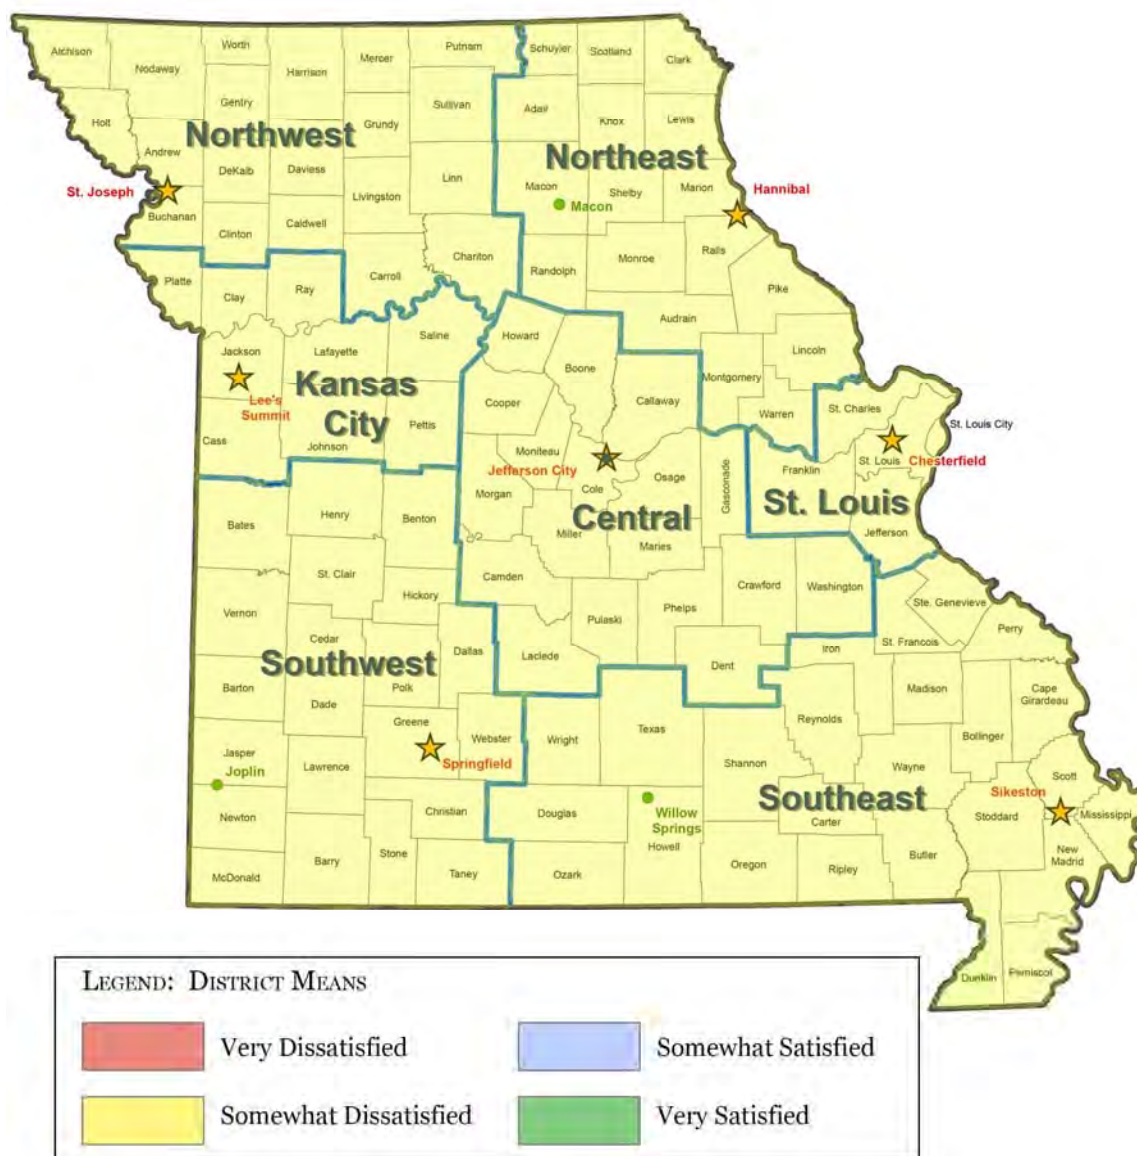 Atchison
Nodaway
Worth
Harrison
Mercer
Putnam
Schuyler
Scotland
Clark
Holt
Gentry
Sullivan
Adair
Knox
Lewis
Andrew
Northwest
Grundy
Northeast
DeKalb
Daviess
Linn
Macon
Shelby
Marion
St. Joseph
Hannibal
Macon
Buchanan
Clinton
Caldwell
Livingston
Ralls
Chariton
Randolph
Monroe
Platte
Clay
Ray
Carroll
Pike
Audrain
Saline
Howard
Lincoln
Jackson
Lafayette
Boone
Montgomery
Kansas
City
Lee's
Summit
Cooper
Callaway
St. Charles
Warren
St. Louis City
Cass
Johnson
Pettis
Moniteau
Jefferson City
Cole
Osage
Gasconade
Franklin
St. Louis
Chesterfield
Morgan
Central
St. Louis
Bates
Henry
Benton
Miller
Maries
Jefferson
St. Clair
Camden
Crawford
Washington
Hickory
Pulaski
Phelps
Ste. Genevieve
Vernon
Cedar
Perry
Southwest
Dallas
Laclede
Dent
Iron
St. Francois
Barton
Polk
Madison
Cape
Girardeau
Dade
Greene
Webster
Wright
Texas
Reynolds
Bollinger
Jasper
Joplin
Lawrence
Springfield
Shannon
Wayne
Scott
Southeast
Sikeston
Newton
Christian
Douglas
Willow
Springs
Howell
Carter
Stoddard
Mississippi
McDonald
Barry
Stone
Taney
Ozark
Oregon
Ripley
Butler
New
Madrid
Dunklin
Pemiscot
LEGEND: DISTRICT MEANS
Very Dissatisfied
Somewhat Satisfied
Somewhat Dissatisfied
Very Satisfied